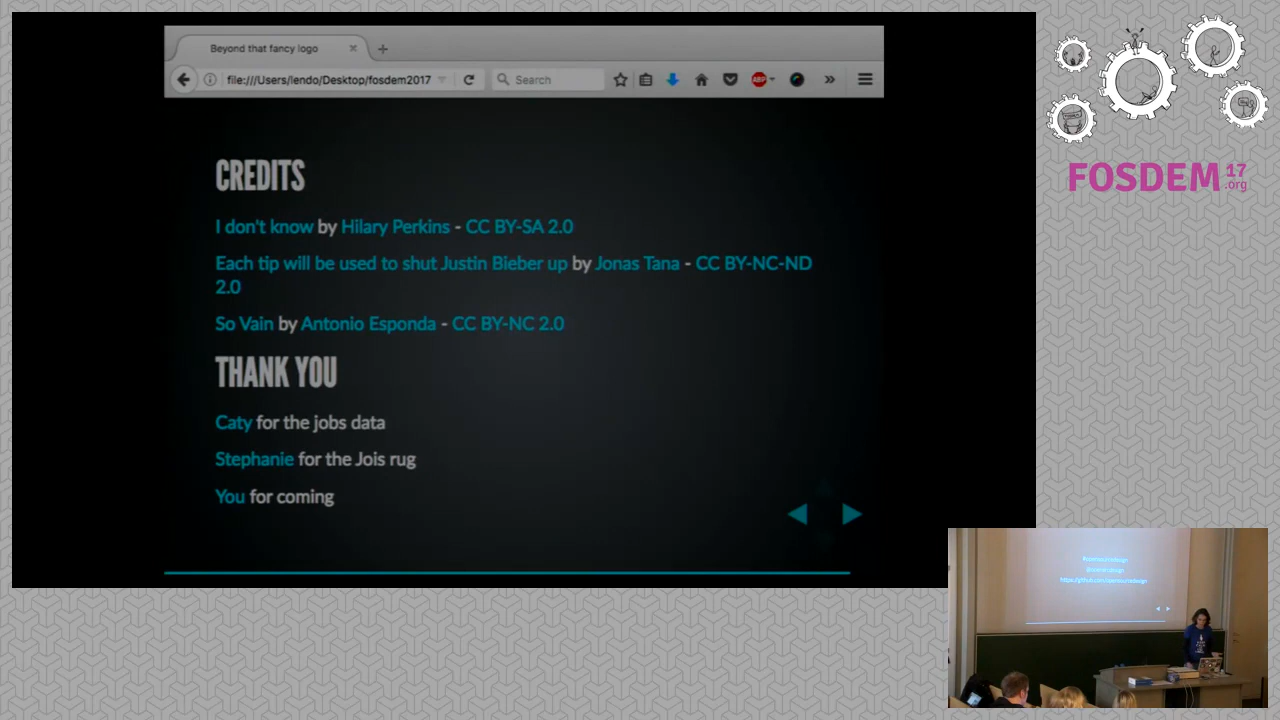 Beyond that fancy logo
file:///Users/lendo/Desktop/fosdem2017
Search
ABP
CREDITS
I don't know by Hilary Perkins - CC BY-SA 2.0
Each tip will be used to shut Justin Bieber up by Jonas Tana - CC BY-NC-ND
2.0
So Vain by Antonio Esponda - CC BY-NC 2.0
THANK YOU
Caty for the jobs data
Stephanie for the Jois rug
You for coming
FOSDEM 17
.org